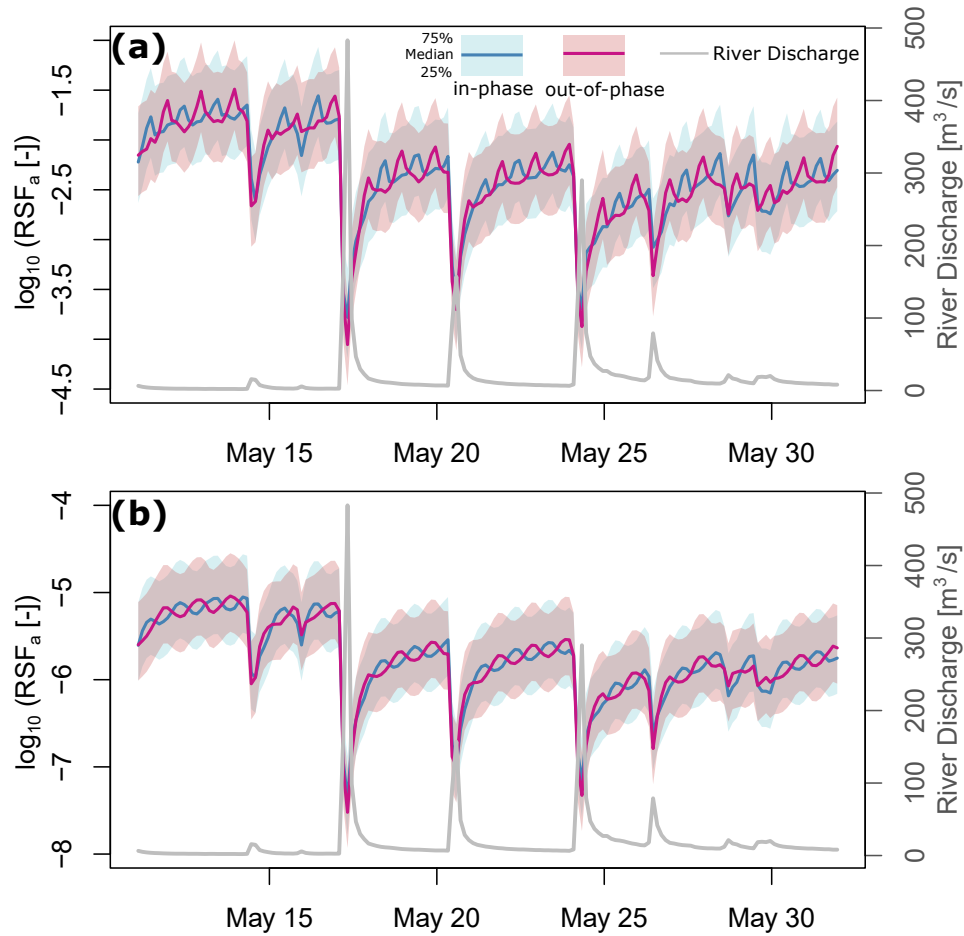 (a)
75%
Median
25%
in-phase
out-of-phase
River Discharge
−1.5
−2.5
−3.5
−4.5
log₁₀ (RSFₐ [-])
500
400
300
200
100
0
River Discharge [m³/s]
May 15
May 20
May 25
May 30
(b)
−4
−5
−6
−7
−8
log₁₀ (RSFₐ [-])
500
400
300
200
100
0
River Discharge [m³/s]
May 15
May 20
May 25
May 30